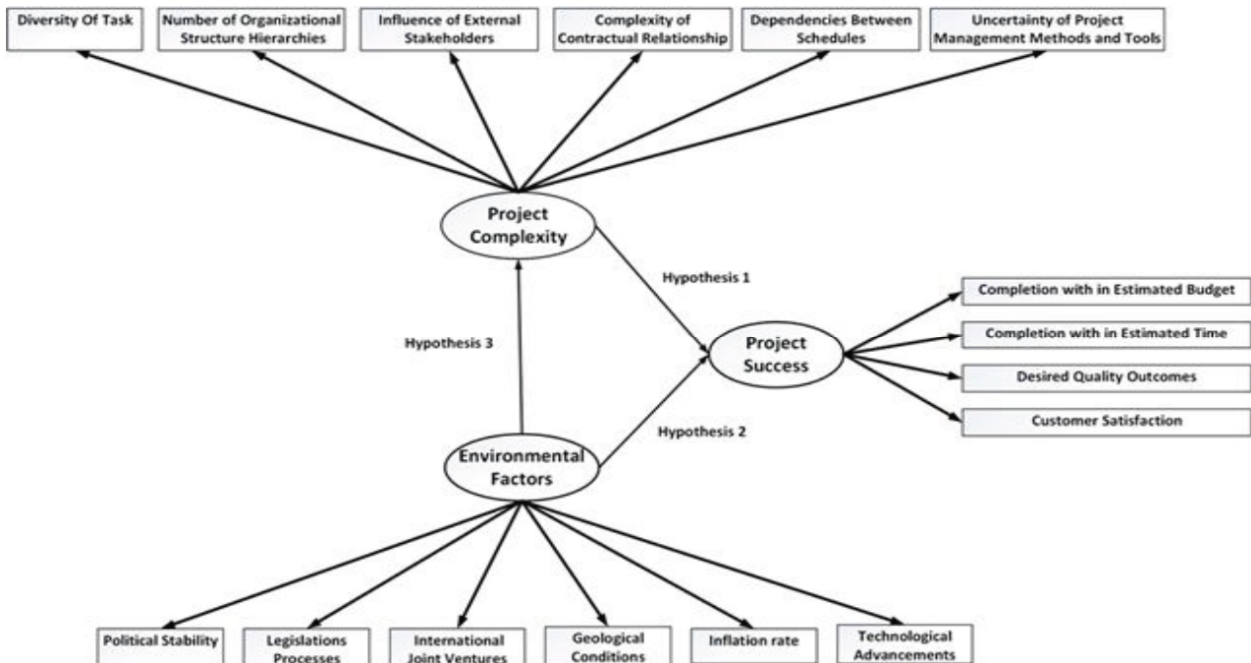 Diversity Of Task
Number of Organizational
Structure Hierarchies
Influence of External
Stakeholders
Complexity of
Contractual Relationship
Dependencies Between
Schedules
Uncertainty of Project
Management Methods and Tools
Project
Complexity
Hypothesis 1
Completion with in Estimated Budget
Completion with in Estimated Time
Hypothesis 3
Project
Success
Desired Quality Outcomes
Customer Satisfaction
Hypothesis 2
Environmental
Factors
Political Stability
Legislations
Processes
International
Joint Ventures
Geological
Conditions
Inflation rate
Technological
Advancements